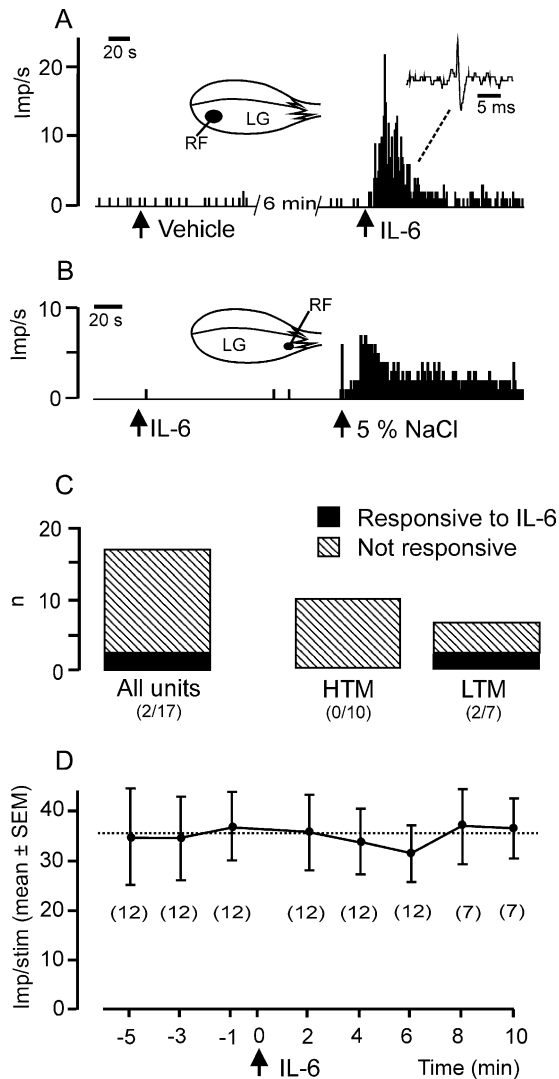 A
20 s
Imp/s
20
10
0
LG
RF
5 ms
6 min
Vehicle
IL-6
B
20 s
Imp/s
10
0
RF
LG
IL-6
5 % NaCl
C
Responsive to IL-6
Not responsive
n
20
10
0
All units
(2/17)
HTM
(0/10)
LTM
(2/7)
D
Imp/stim (mean ± SEM)
40
30
20
10
0
(12) (12) (12) (12) (12) (12) (7) (7)
-5 -3 -1 0 2 4 6 8 10
IL-6
Time (min)